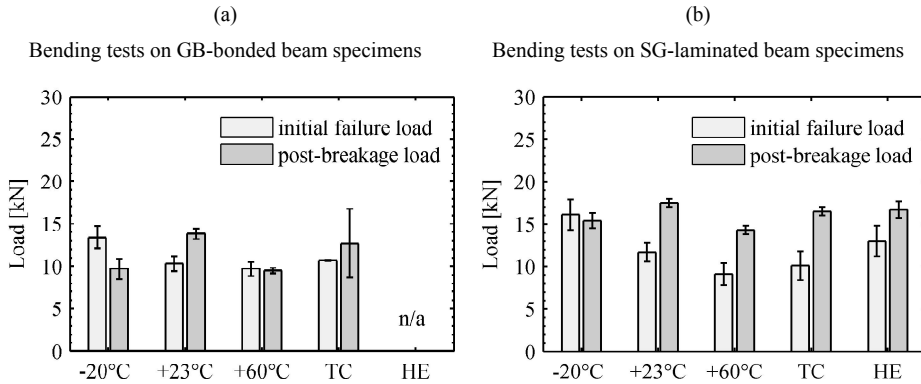 (a)
Bending tests on GB-bonded beam specimens
30
25
20
15
10
5
0
Load [kN]
initial failure load
post-breakage load
n/a
-20°C +23°C +60°C TC HE
(b)
Bending tests on SG-laminated beam specimens
30
25
20
15
10
5
0
Load [kN]
initial failure load
post-breakage load
-20°C +23°C +60°C TC HE